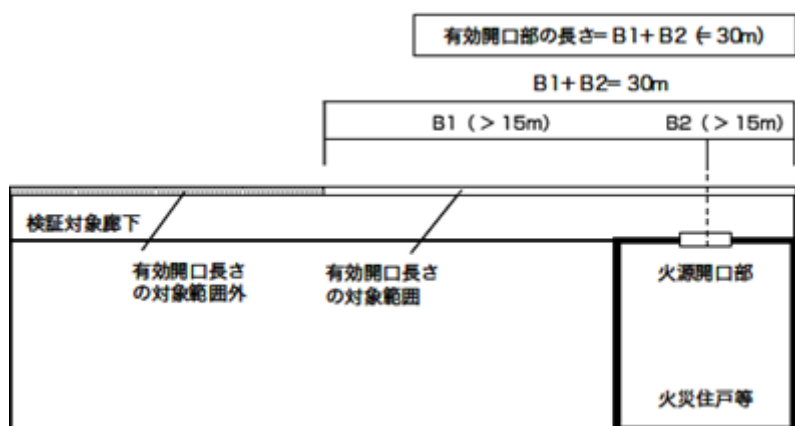 有効開口部の長さ=B1+B2 (=30m)
B1+B2=30m
B1 (>15m)
B2 (>15m)
検証対象廊下
有効開口長さ
の対象範囲外
有効開口長さ
の対象範囲
火源開口部
火災住戸等